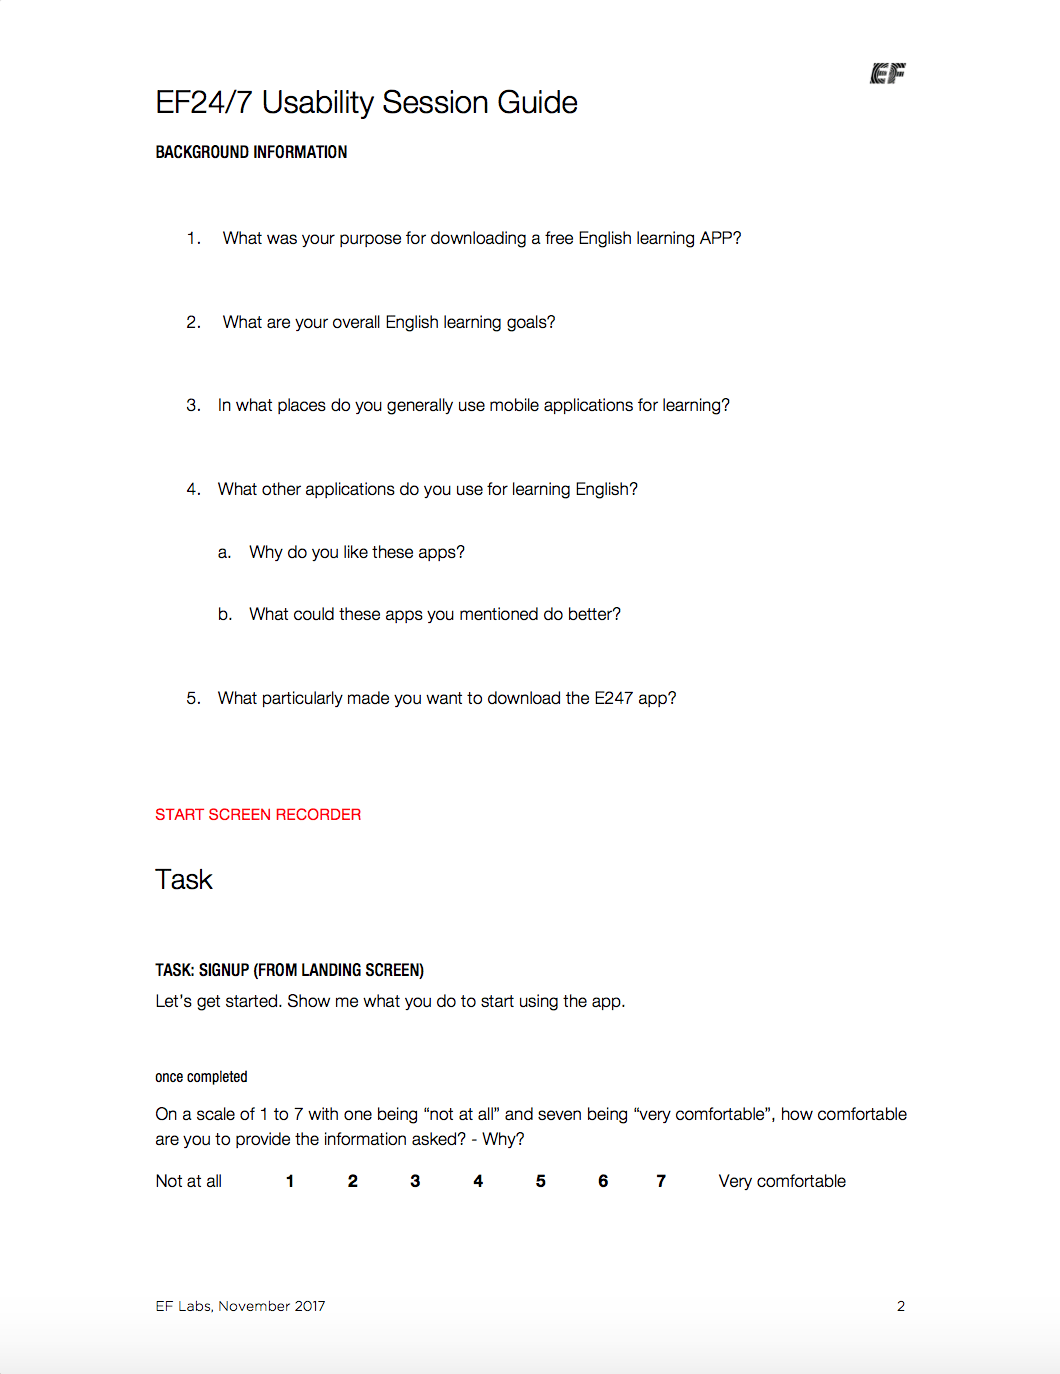 EF
EF24/7 Usability Session Guide
BACKGROUND INFORMATION
1. What was your purpose for downloading a free English learning APP?
2. What are your overall English learning goals?
3. In what places do you generally use mobile applications for learning?
4. What other applications do you use for learning English?
a. Why do you like these apps?
b. What could these apps you mentioned do better?
5. What particularly made you want to download the E247 app?
START SCREEN RECORDER
Task
TASK: SIGNUP (FROM LANDING SCREEN)
Let's get started. Show me what you do to start using the app.
once completed
On a scale of 1 to 7 with one being “not at all” and seven being “very comfortable”, how comfortable
are you to provide the information asked? - Why?
Not at all 1 2 3 4 5 6 7 Very comfortable
EF Labs, November 2017 2